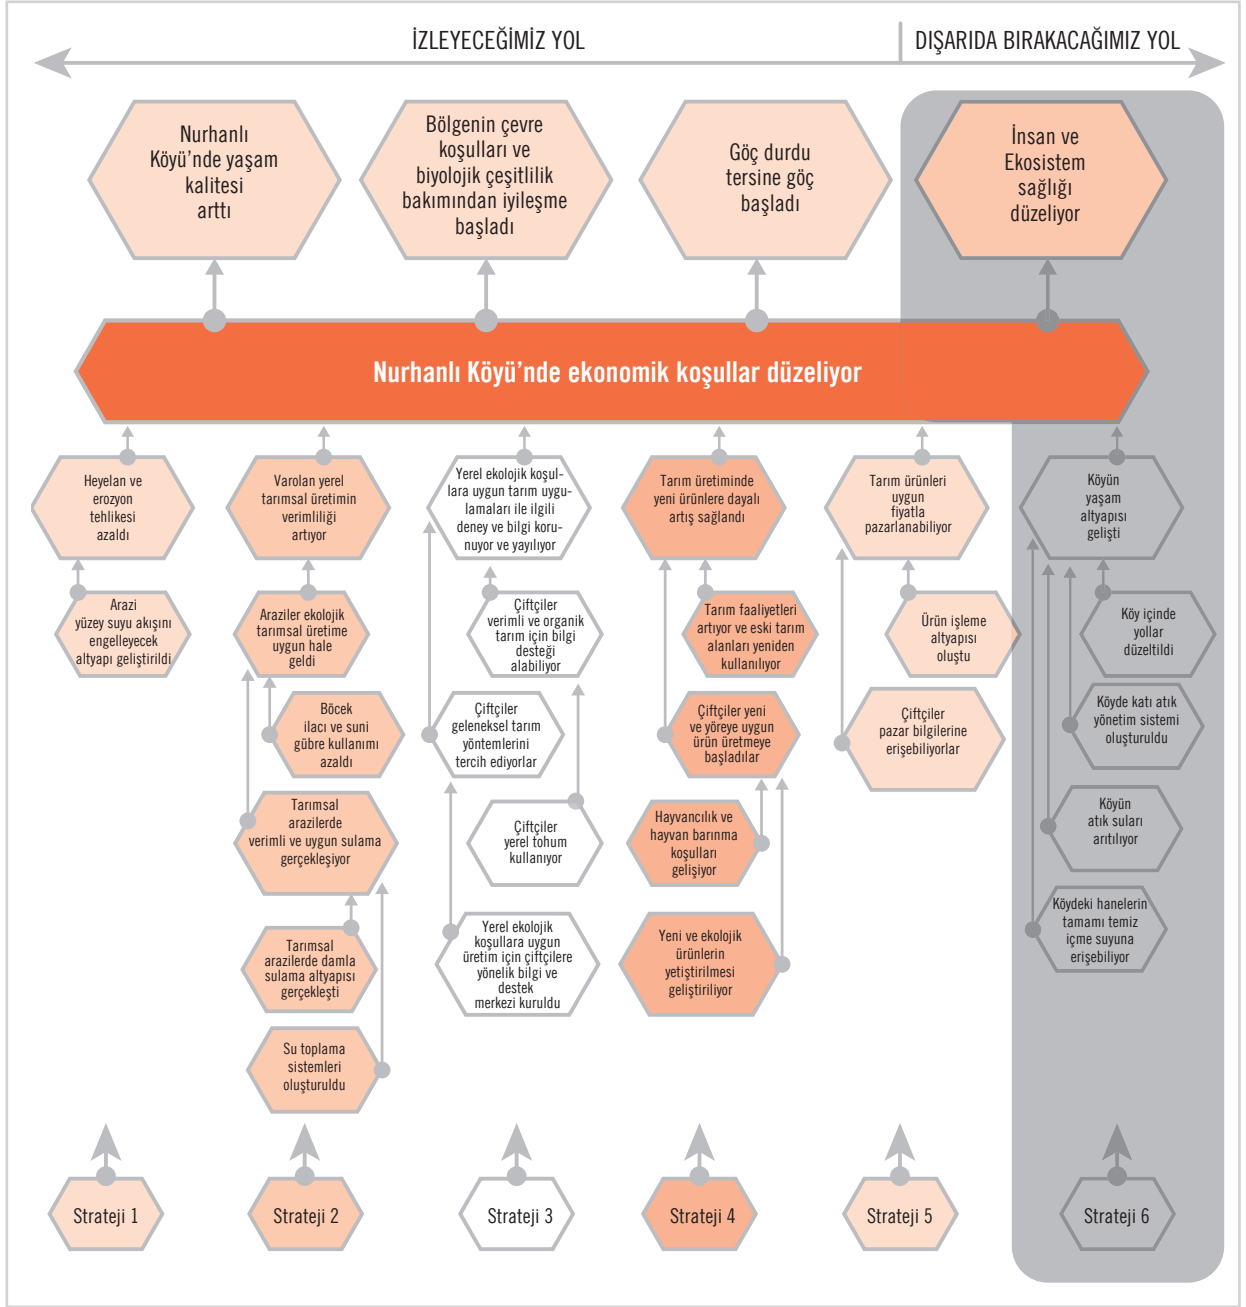 İZLEYECEĞİMİZ YOL
DIŞARIDA BIRAKACAĞIMIZ YOL
Nurhanlı
Köyü’nde yaşam
kalitesi
arttı
Bölgenin çevre
koşulları ve
biyolojik çeşitlilik
bakımından iyileşme
başladı
Göç durdu
tersine göç
başladı
İnsan ve
Ekosistem
sağlığı
düzeliyor
Nurhanlı Köyü’nde ekonomik koşullar düzeliyor
Heyelan ve
erozyon
tehlikesi
azaldı
Arazi
yüzey suyu akışını
engelleyecek
altyapı geliştirildi
Varolan yerel
tarımsal üretimin
verimliliği
artıyor
Araziler ekolojik
tarımsal üretime
uygun hale
geldi
Böcek
ilacı ve suni
gübre kullanımı
azaldı
Tarımsal
arazilerde
verimli ve uygun sulama
gerçekleşiyor
Tarımsal
arazilerde damla
sulama altyapısı
gerçekleşti
Su toplama
sistemleri
oluşturuldu
Yerel ekolojik koşul-
lara uygun tarım uygu-
lamaları ile ilgili
deney ve bilgi koru-
nuyor ve yayılıyor
Çiftçiler
verimli ve organik
tarım için bilgi
desteği
alabiliyor
Çiftçiler
geleneksel tarım
yöntemlerini
tercih ediyorlar
Çiftçiler
yerel tohum
kullanıyor
Yerel ekolojik
koşullara uygun
üretim için çiftçilere
yönelik bilgi ve
destek
merkezi kuruldu
Tarım üretiminde
yeni ürünlere dayalı
artış sağlandı
Tarım faaliyetleri
artıyor ve eski tarım
alanları yeniden
kullanılıyor
Çiftçiler yeni
ve yöreye uygun
ürün üretmeye
başladılar
Hayvancılık ve
hayvan barınma
koşulları
gelişiyor
Yeni ve ekolojik
ürünlerin
yetiştirilmesi
geliştiriliyor
Tarım ürünleri
uygun
fiyatla
pazarlanabiliyor
Ürün işleme
altyapısı
oluştu
Çiftçiler
pazar bilgilerine
erişebiliyorlar
Köyün
yaşam
altyapısı
gelişti
Köy içinde
yollar
düzeltildi
Köyde katı atık
yönetim sistemi
oluşturuldu
Köyün
atık suları
arıtılıyor
Köydeki hanelerin
tamamı temiz
içme suyuna
erişebiliyor
Strateji 1
Strateji 2
Strateji 3
Strateji 4
Strateji 5
Strateji 6